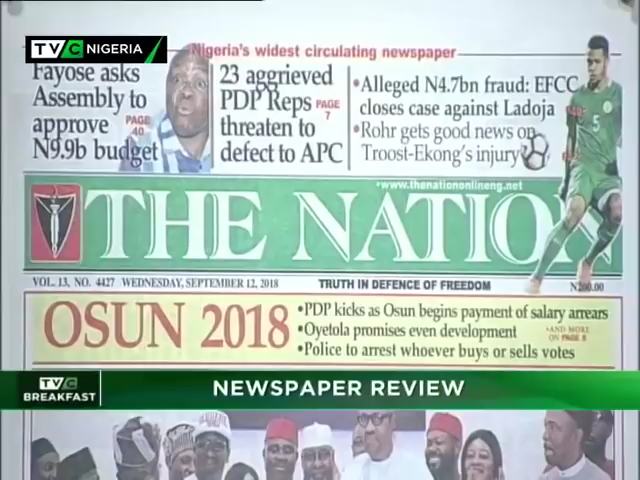 TVC NIGERIA
Nigeria's widest circulating newspaper
Fayose asks
Assembly to
approve
N9.9b budget
PAGE
40
23 aggrieved
PDP Reps
threaten to
defect to APC
PAGE
7
•Alleged N4.7bn fraud: EFCC
closes case against Ladoja
•Rohr gets good news on
Troost-Ekong's injury
5
•www.thenationonlineng.net
THE NATION
VOL. 13, NO. 4427 WEDNESDAY, SEPTEMBER 12, 2018
TRUTH IN DEFENCE OF FREEDOM
N200.00
OSUN 2018
•PDP kicks as Osun begins payment of salary arrears
•Oyetola promises even development
•Police to arrest whoever buys or sells votes
•AND MORE
ON PAGE 8
TVC
BREAKFAST
NEWSPAPER REVIEW